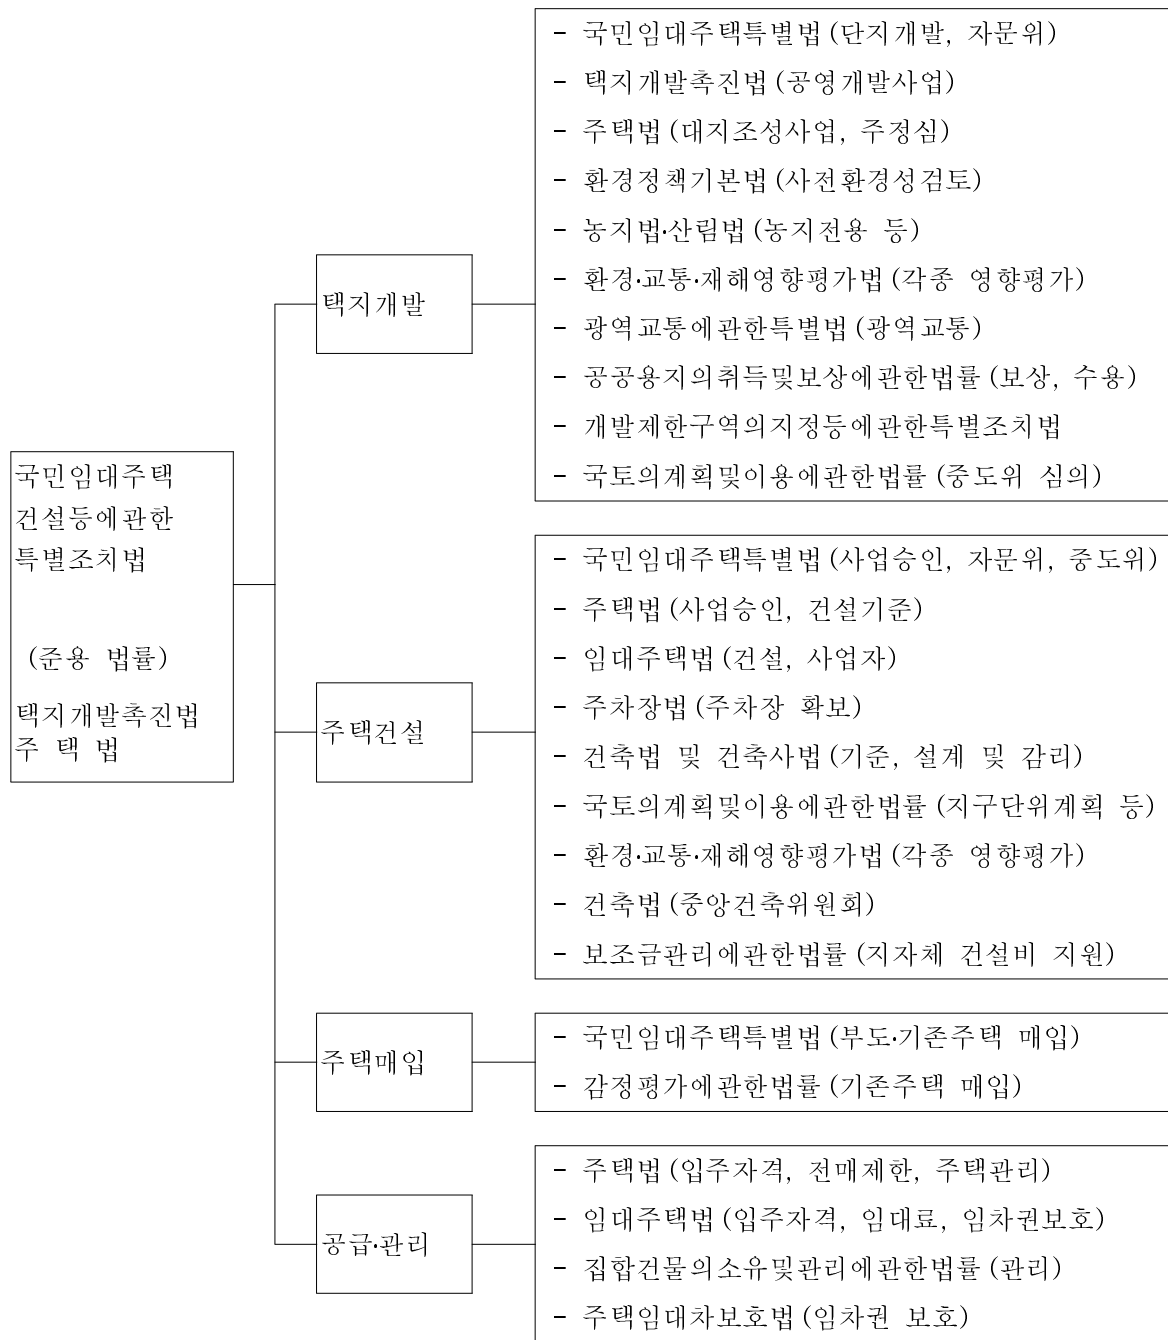 국민임대주택
건설등에관한
특별조치법
(준용 법률)
택지개발촉진법
주 택 법
택지개발
- 국민임대주택특별법(단지개발, 자문위)
- 택지개발촉진법(공영개발사업)
- 주택법(대지조성사업, 주정심)
- 환경정책기본법(사전환경성검토)
- 농지법·산림법(농지전용 등)
- 환경·교통·재해영향평가법(각종 영향평가)
- 광역교통에관한특별법(광역교통)
- 공공용지의취득및보상에관한법률(보상, 수용)
- 개발제한구역의지정등에관한특별조치법
- 국토의계획및이용에관한법률(중도위 심의)
주택건설
- 국민임대주택특별법(사업승인, 자문위, 중도위)
- 주택법(사업승인, 건설기준)
- 임대주택법(건설, 사업자)
- 주차장법(주차장 확보)
- 건축법 및 건축사법(기준, 설계 및 감리)
- 국토의계획및이용에관한법률(지구단위계획 등)
- 환경·교통·재해영향평가법(각종 영향평가)
- 건축법(중앙건축위원회)
- 보조금관리에관한법률(지자체 건설비 지원)
주택매입
- 국민임대주택특별법(부도·기존주택 매입)
- 감정평가에관한법률(기존주택 매입)
공급·관리
- 주택법(입주자격, 전매제한, 주택관리)
- 임대주택법(입주자격, 임대료, 임차권보호)
- 집합건물의소유및관리에관한법률(관리)
- 주택임대차보호법(임차권 보호)